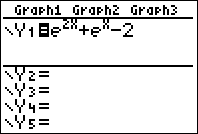 Graph1 Graph2 Graph3
\Y₁=e^(2X)+e^X-2
\Y₂=
\Y₃=
\Y₄=
\Y₅=